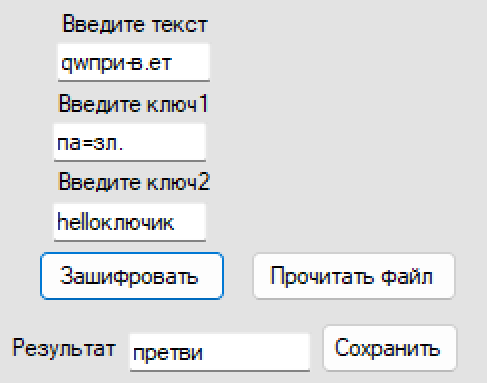 Введите текст
qwпри-в.ет
Введите ключ1
па=зл.
Введите ключ2
helloключик
Зашифровать Прочитать файл
Результат претви Сохранить